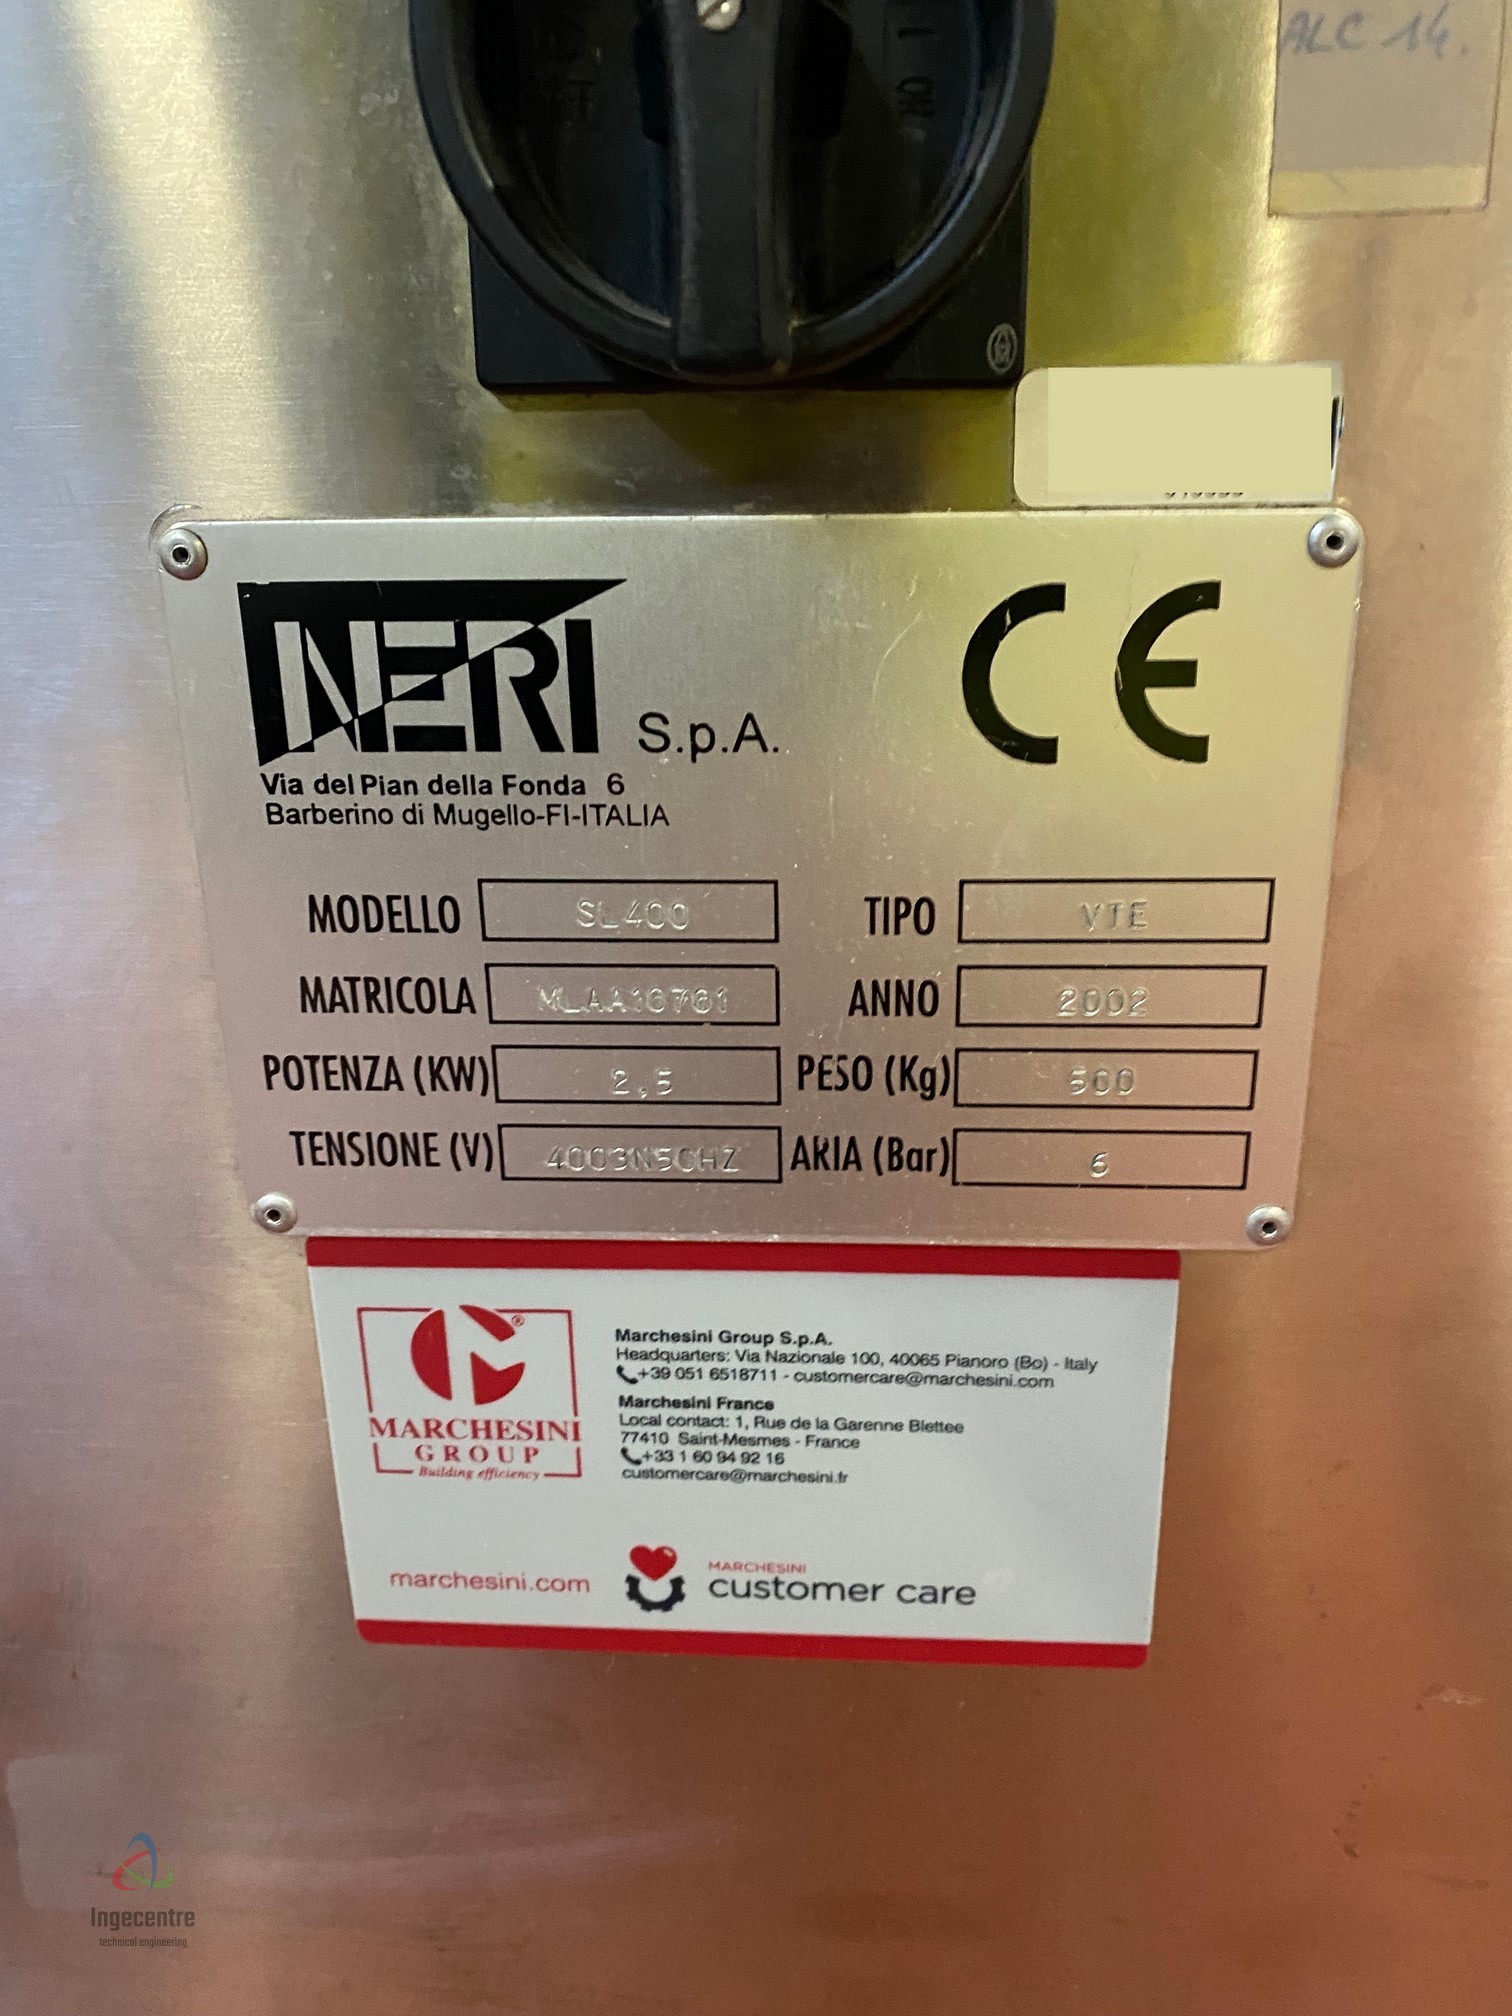 ALC 14.
ON
NERI S.p.A.
CE
Via del Pian della Fonda 6
Barberino di Mugello-FI-ITALIA
MODELLO SL400 TIPO VTE
MATRICOLA MLAA16761 ANNO 2002
POTENZA (KW) 2,5 PESO (Kg) 500
TENSIONE (V) 4003N50HZ ARIA (Bar) 6
MARCHESINI
GROUP
Building efficiency
Marchesini Group S.p.A.
Headquarters: Via Nazionale 100, 40065 Pianoro (Bo) - Italy
+39 051 6518711 - customercare@marchesini.com
Marchesini France
Local contact: 1, Rue de la Garenne Blettee
77410 Saint-Mesmes - France
+33 1 60 94 92 16
customercare@marchesini.fr
marchesini.com
MARCHESINI
customer care
Ingecentre
technical engineering